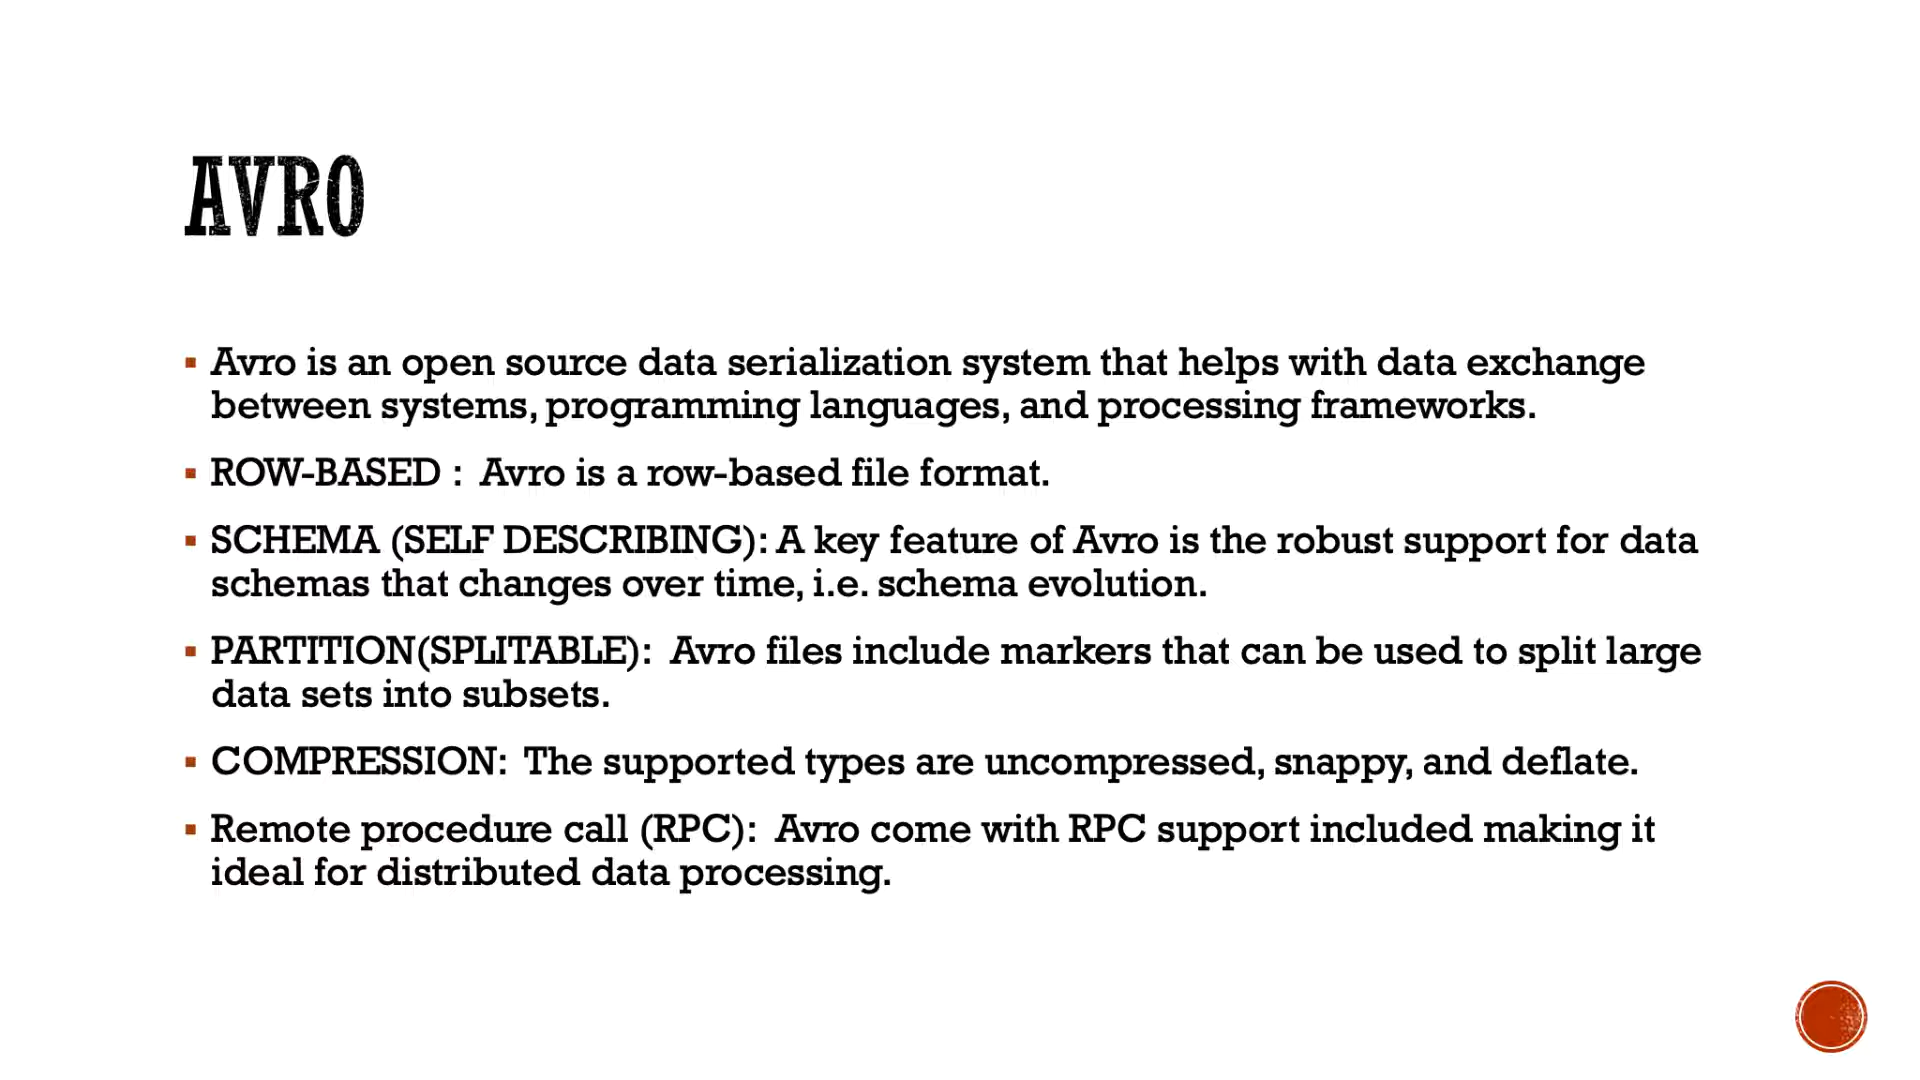 AVRO
Avro is an open source data serialization system that helps with data exchange
between systems, programming languages, and processing frameworks.
ROW-BASED : Avro is a row-based file format.
SCHEMA (SELF DESCRIBING): A key feature of Avro is the robust support for data
schemas that changes over time, i.e. schema evolution.
PARTITION(SPLITABLE): Avro files include markers that can be used to split large
data sets into subsets.
COMPRESSION: The supported types are uncompressed, snappy, and deflate.
Remote procedure call (RPC): Avro come with RPC support included making it
ideal for distributed data processing.